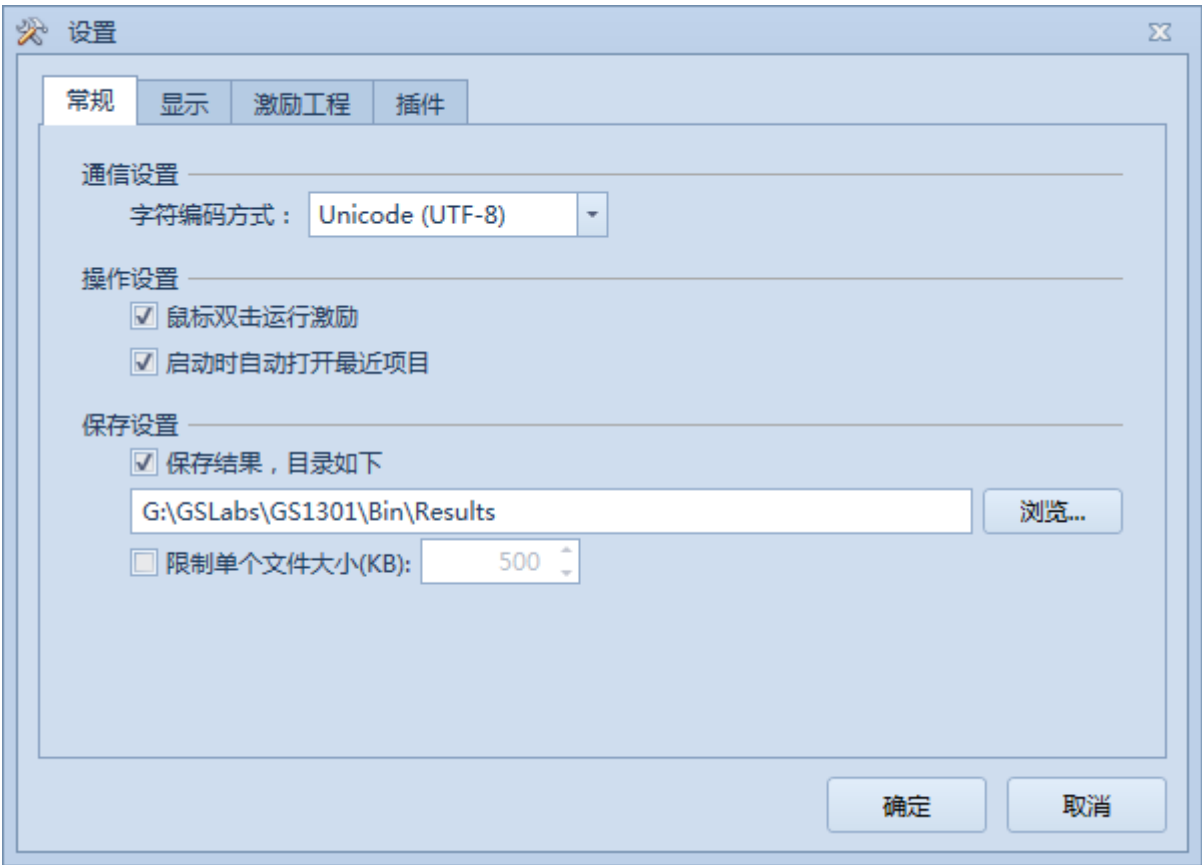 设置
常规 显示 激励工程 插件
通信设置
字符编码方式： Unicode (UTF-8)
操作设置
鼠标双击运行激励
启动时自动打开最近项目
保存设置
保存结果，目录如下
G:\GSLabs\GS1301\Bin\Results 浏览...
限制单个文件大小(KB): 500
确定 取消